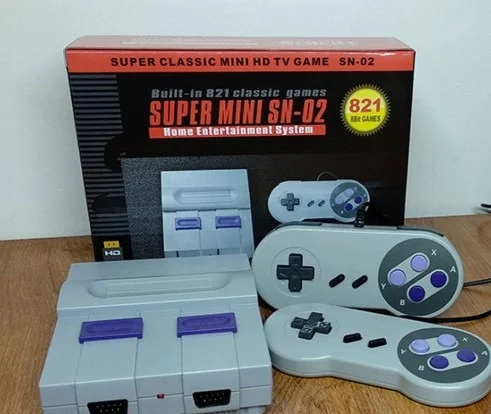 SUPER CLASSIC MINI HD TV GAME SN-02
Built-in 821 classic games
SUPER MINI SN-02
Home Entertainment System
821
8Bit GAMES
HD
X
Y
A
B
X
Y
A
B